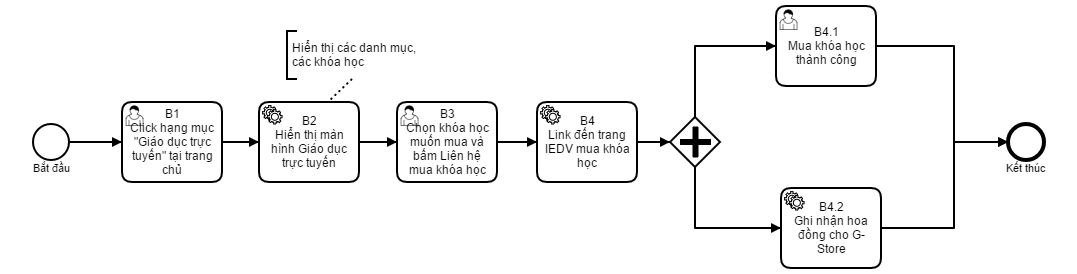 Bắt đầu
B1
Click hạng mục
"Giáo dục trực
tuyến" tại trang
chủ
Hiển thị các danh mục,
các khóa học
B2
Hiển thị màn
hình Giáo dục
trực tuyến
B3
Chọn khóa học
muốn mua và
bấm Liên hệ
mua khóa học
B4
Link đến trang
IEDV mua khóa
học
B4.1
Mua khóa học
thành công
B4.2
Ghi nhận hoa
đồng cho G-
Store
Kết thúc